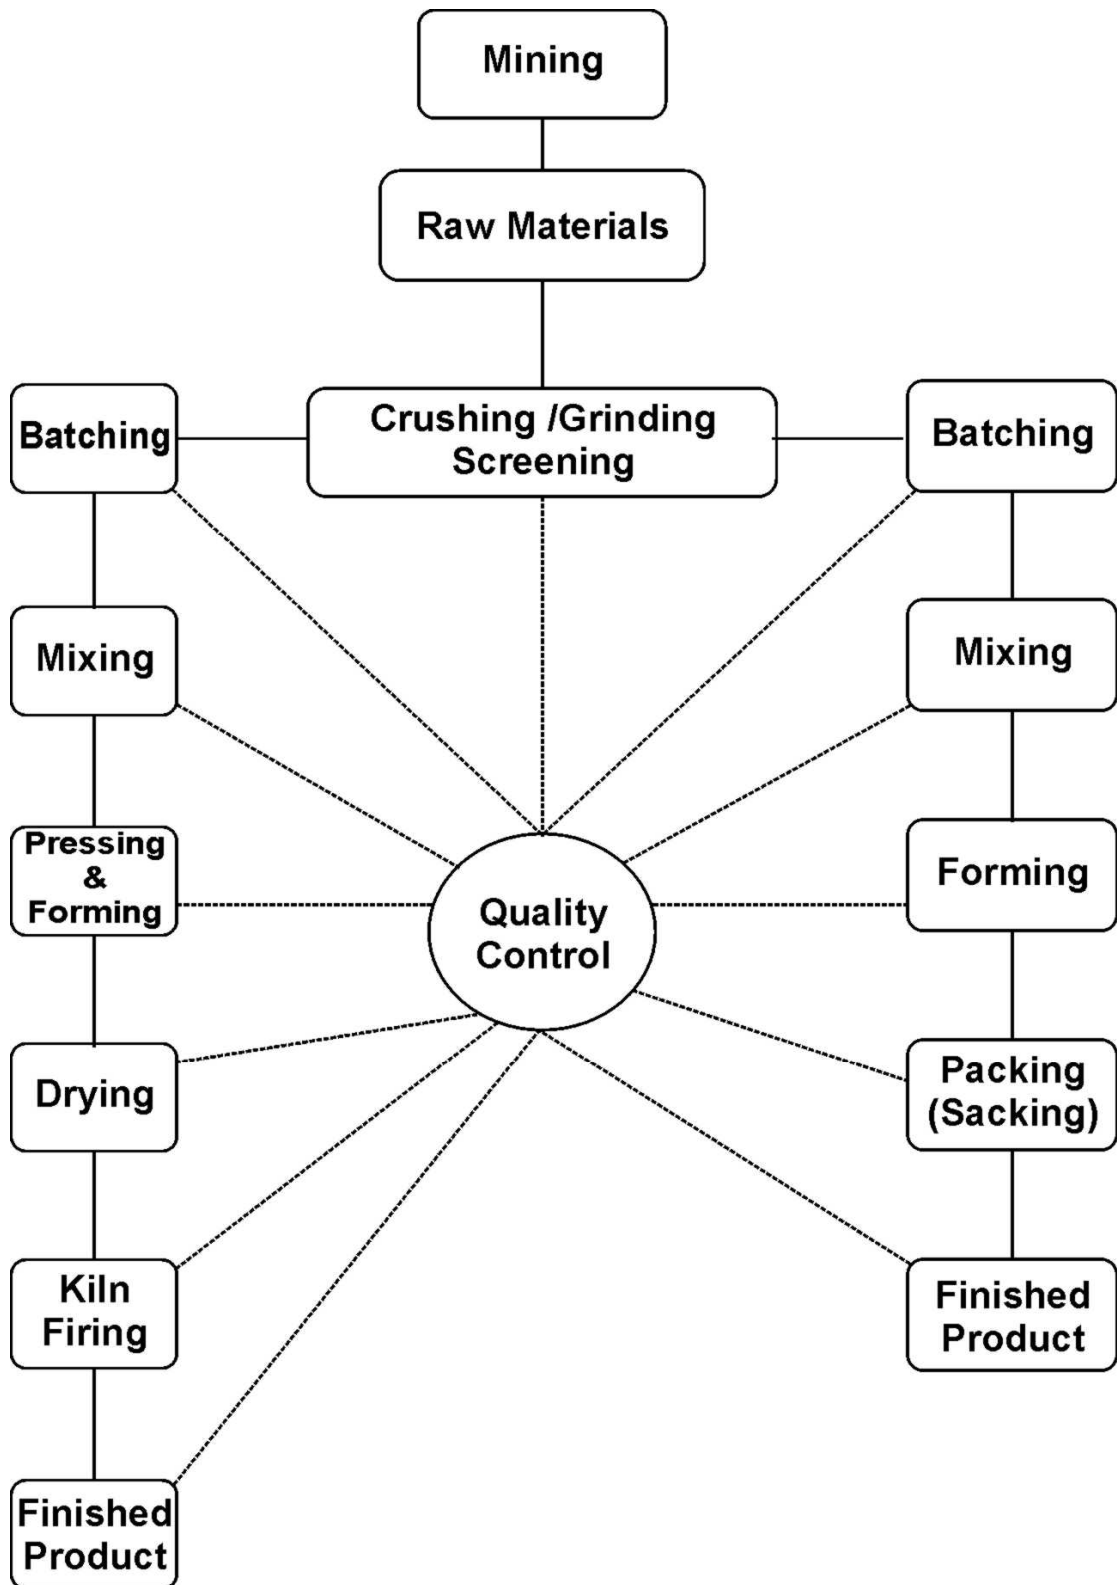 Mining
Raw Materials
Crushing /Grinding
Screening
Batching
Batching
Mixing
Mixing
Pressing
&
Forming
Forming
Quality
Control
Drying
Packing
(Sacking)
Kiln
Firing
Finished
Product
Finished
Product